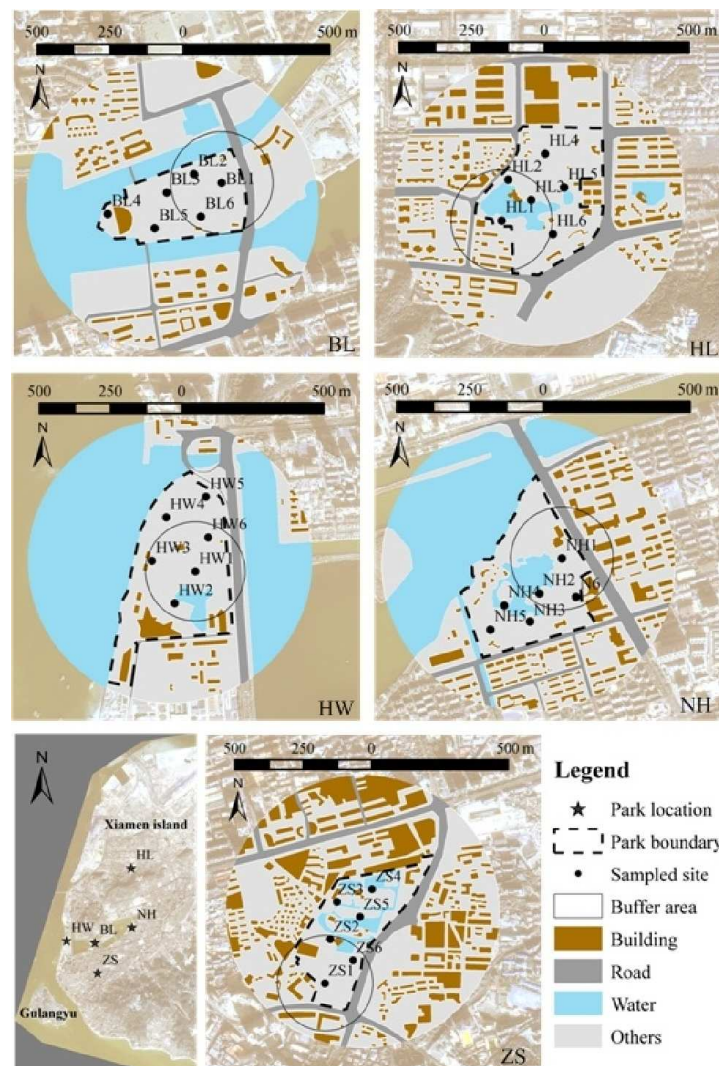 500 250 0 500 m
N
BL2
BL3 BL1
BL4
BL5 BL6
BL
500 250 0 500 m
N
HL4
HL2
HL5
HL3
HL1
HL6
HL
500 250 0 500 m
N
HW5
HW4
HW6
HW3
HW1
HW2
HW
500 250 0 500 m
N
NH1
NH2
NH4 N6
NH3
NH5
NH
N
Xiamen island
HL
NH
HW BL
ZS
Gulangyu
500 250 0 500 m
N
ZS4
ZS3
ZS5
ZS2
ZS6
ZS1
ZS
Legend
Park location
Park boundary
Sampled site
Buffer area
Building
Road
Water
Others